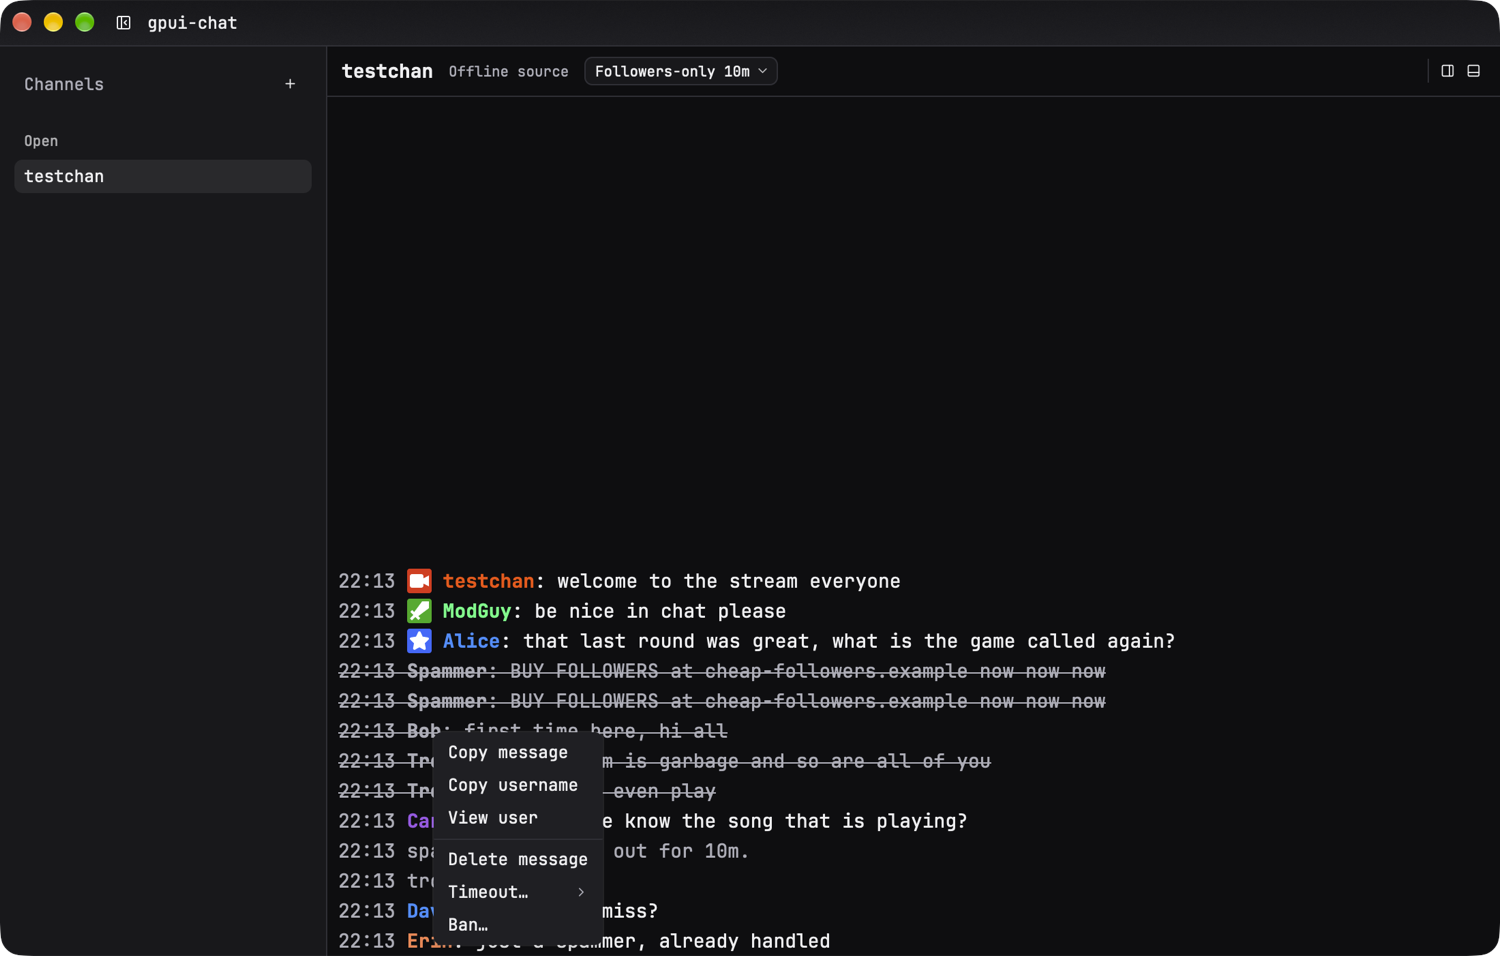 gpui-chat
Channels +
Open
testchan
testchan Offline source Followers-only 10m
22:13 testchan: welcome to the stream everyone
22:13 ModGuy: be nice in chat please
22:13 Alice: that last round was great, what is the game called again?
22:13 Spammer: BUY FOLLOWERS at cheap-followers.example now now now
22:13 Spammer: BUY FOLLOWERS at cheap-followers.example now now now
22:13 Bob: first time here, hi all
22:13 is garbage and so are all of you
22:13 even play
22:13 know the song that is playing?
22:13 out for 10m.
22:13
22:13 miss?
22:13 Erin: just a spammer, already handled
Copy message
Copy username
View user
Delete message
Timeout…
Ban…